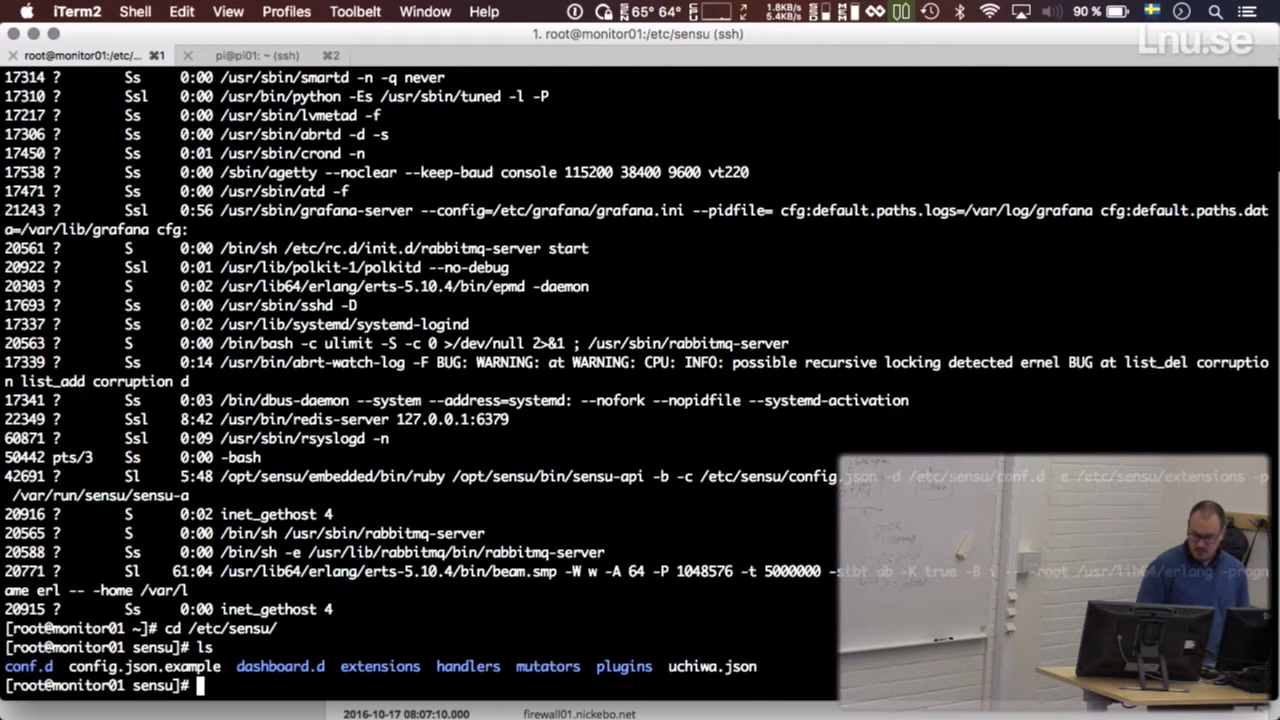 iTerm2 Shell Edit View Profiles Toolbelt Window Help 65° 64° 1.8KB/s 5.4KB/s 90 %
1. root@monitor01:/etc/sensu (ssh)
Lnu.se
root@monitor01:/etc/... ⌘1 pi@pi01: ~ (ssh) ⌘2
17314 ? Ss 0:00 /usr/sbin/smartd -n -q never
17310 ? Ssl 0:00 /usr/bin/python -Es /usr/sbin/tuned -l -P
17217 ? Ss 0:00 /usr/sbin/lvmetad -f
17306 ? Ss 0:00 /usr/sbin/abrtd -d -s
17450 ? Ss 0:01 /usr/sbin/crond -n
17538 ? Ss 0:00 /sbin/agetty --noclear --keep-baud console 115200 38400 9600 vt220
17471 ? Ss 0:00 /usr/sbin/atd -f
21243 ? Ssl 0:56 /usr/sbin/grafana-server --config=/etc/grafana/grafana.ini --pidfile= cfg:default.paths.logs=/var/log/grafana cfg:default.paths.dat
a=/var/lib/grafana cfg:
20561 ? S 0:00 /bin/sh /etc/rc.d/init.d/rabbitmq-server start
20922 ? Ssl 0:01 /usr/lib/polkit-1/polkitd --no-debug
20303 ? S 0:02 /usr/lib64/erlang/erts-5.10.4/bin/epmd -daemon
17693 ? Ss 0:00 /usr/sbin/sshd -D
17337 ? Ss 0:02 /usr/lib/systemd/systemd-logind
20563 ? S 0:00 /bin/bash -c ulimit -S -c 0 >/dev/null 2>&1 ; /usr/sbin/rabbitmq-server
17339 ? Ss 0:14 /usr/bin/abrt-watch-log -F BUG: WARNING: at WARNING: CPU: INFO: possible recursive locking detected ernel BUG at list_del corruptio
n list_add corruption d
17341 ? Ss 0:03 /bin/dbus-daemon --system --address=systemd: --nofork --nopidfile --systemd-activation
22349 ? Ssl 8:42 /usr/bin/redis-server 127.0.0.1:6379
60871 ? Ssl 0:09 /usr/sbin/rsyslogd -n
50442 pts/3 Ss 0:00 -bash
42691 ? Sl 5:48 /opt/sensu/embedded/bin/ruby /opt/sensu/bin/sensu-api -b -c /etc/sensu/config.json -d /etc/sensu/conf.d -e /etc/sensu/extensions -p
/var/run/sensu/sensu-a
20916 ? S 0:02 inet_gethost 4
20565 ? S 0:00 /bin/sh /usr/sbin/rabbitmq-server
20588 ? Ss 0:00 /bin/sh -e /usr/lib/rabbitmq/bin/rabbitmq-server
20771 ? Sl 61:04 /usr/lib64/erlang/erts-5.10.4/bin/beam.smp -W w -A 64 -P 1048576 -t 5000000 -stbt db -K true -B i -- -root /usr/lib64/erlang -progn
ame erl -- -home /var/l
20915 ? Ss 0:00 inet_gethost 4
[root@monitor01 ~]# cd /etc/sensu/
[root@monitor01 sensu]# ls
conf.d config.json.example dashboard.d extensions handlers mutators plugins uchiwa.json
[root@monitor01 sensu]#
2016-10-17 08:07:10.000 firewall01.nickebo.net